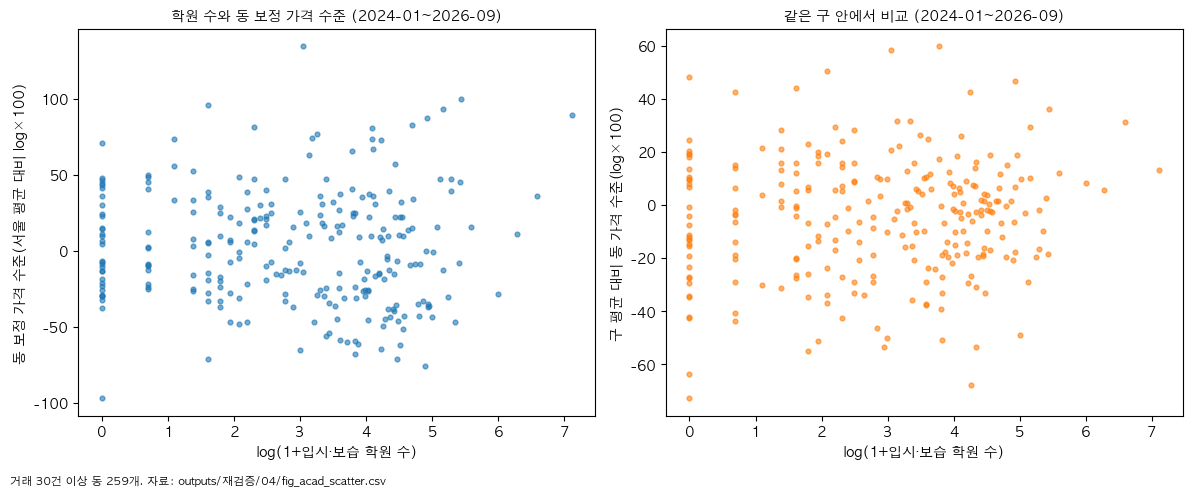 학원 수와 동 보정 가격 수준 (2024-01~2026-09)
동 보정 가격 수준(서울 평균 대비 log×100)
100
50
0
-50
-100
0 1 2 3 4 5 6 7
log(1+입시·보습 학원 수)
같은 구 안에서 비교 (2024-01~2026-09)
구 평균 대비 동 가격 수준(log×100)
60
40
20
0
-20
-40
-60
0 1 2 3 4 5 6 7
log(1+입시·보습 학원 수)
거래 30건 이상 동 259개. 자료: outputs/재검증/04/fig_acad_scatter.csv